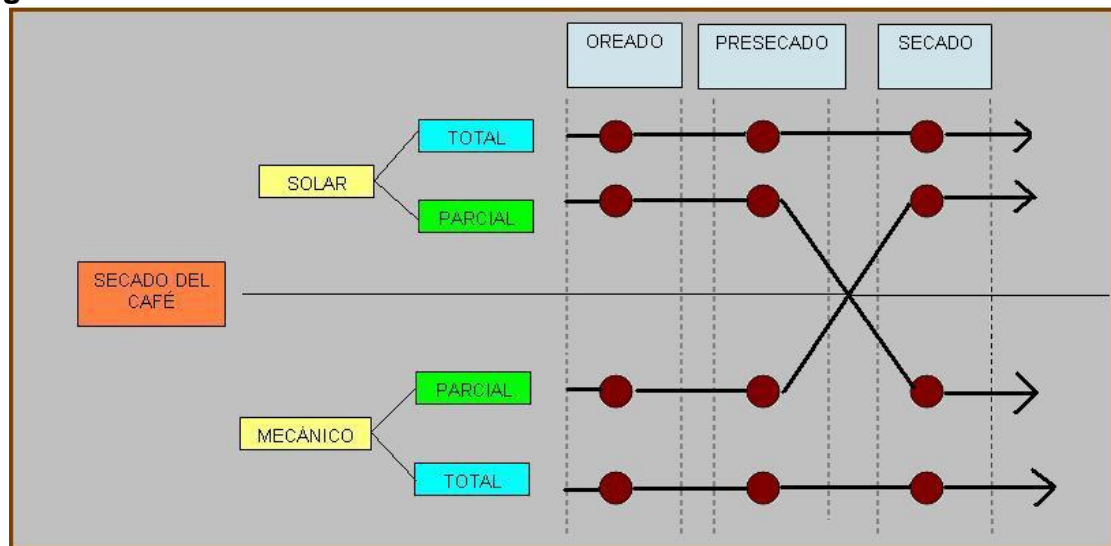 OREADO
PRESECADO
SECADO
TOTAL
SOLAR
PARCIAL
SECADO DEL
CAFÉ
PARCIAL
MECÁNICO
TOTAL